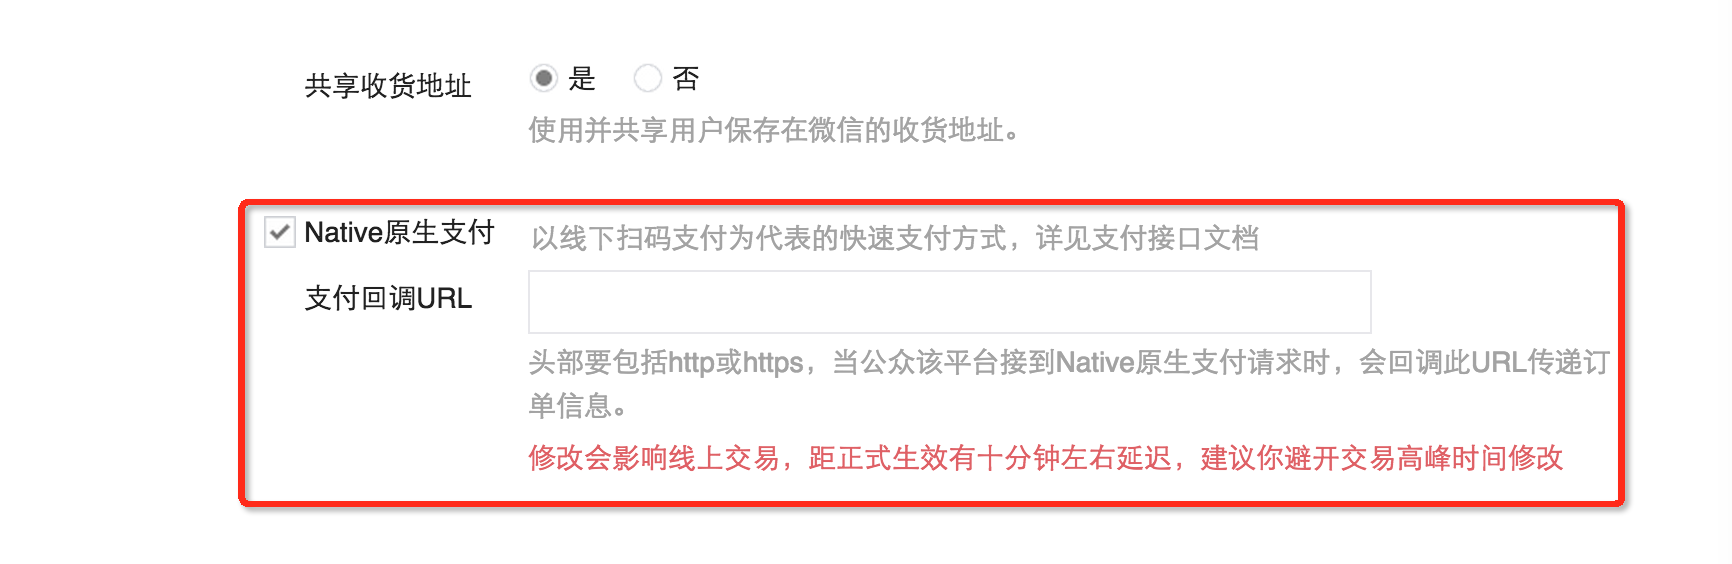 共享收货地址 是 否
使用并共享用户保存在微信的收货地址。
Native原生支付 以线下扫码支付为代表的快速支付方式，详见支付接口文档
支付回调URL
头部要包括http或https，当公众该平台接到Native原生支付请求时，会回调此URL传递订
单信息。
修改会影响线上交易，距正式生效有十分钟左右延迟，建议你避开交易高峰时间修改